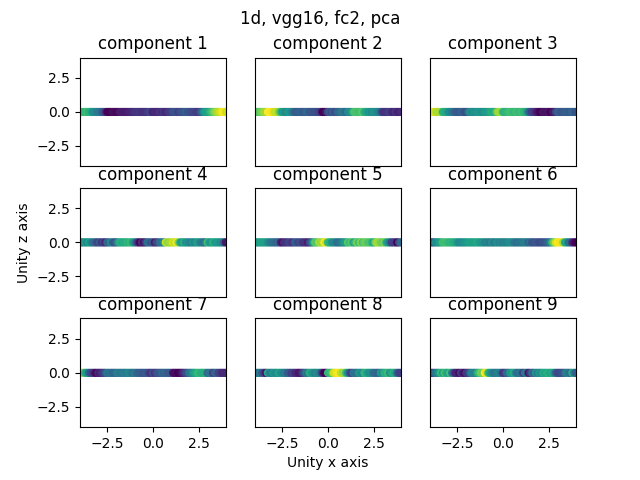 1d, vgg16, fc2, pca
component 1
component 2
component 3
2.5
0.0
−2.5
component 4
component 5
component 6
2.5
0.0
−2.5
Unity z axis
component 7
component 8
component 9
2.5
0.0
−2.5
−2.5 0.0 2.5
−2.5 0.0 2.5
−2.5 0.0 2.5
Unity x axis